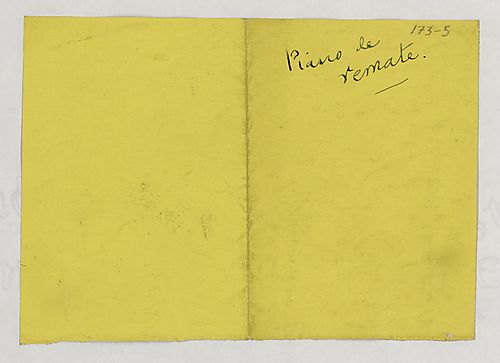 173-5
Piano de
remate.